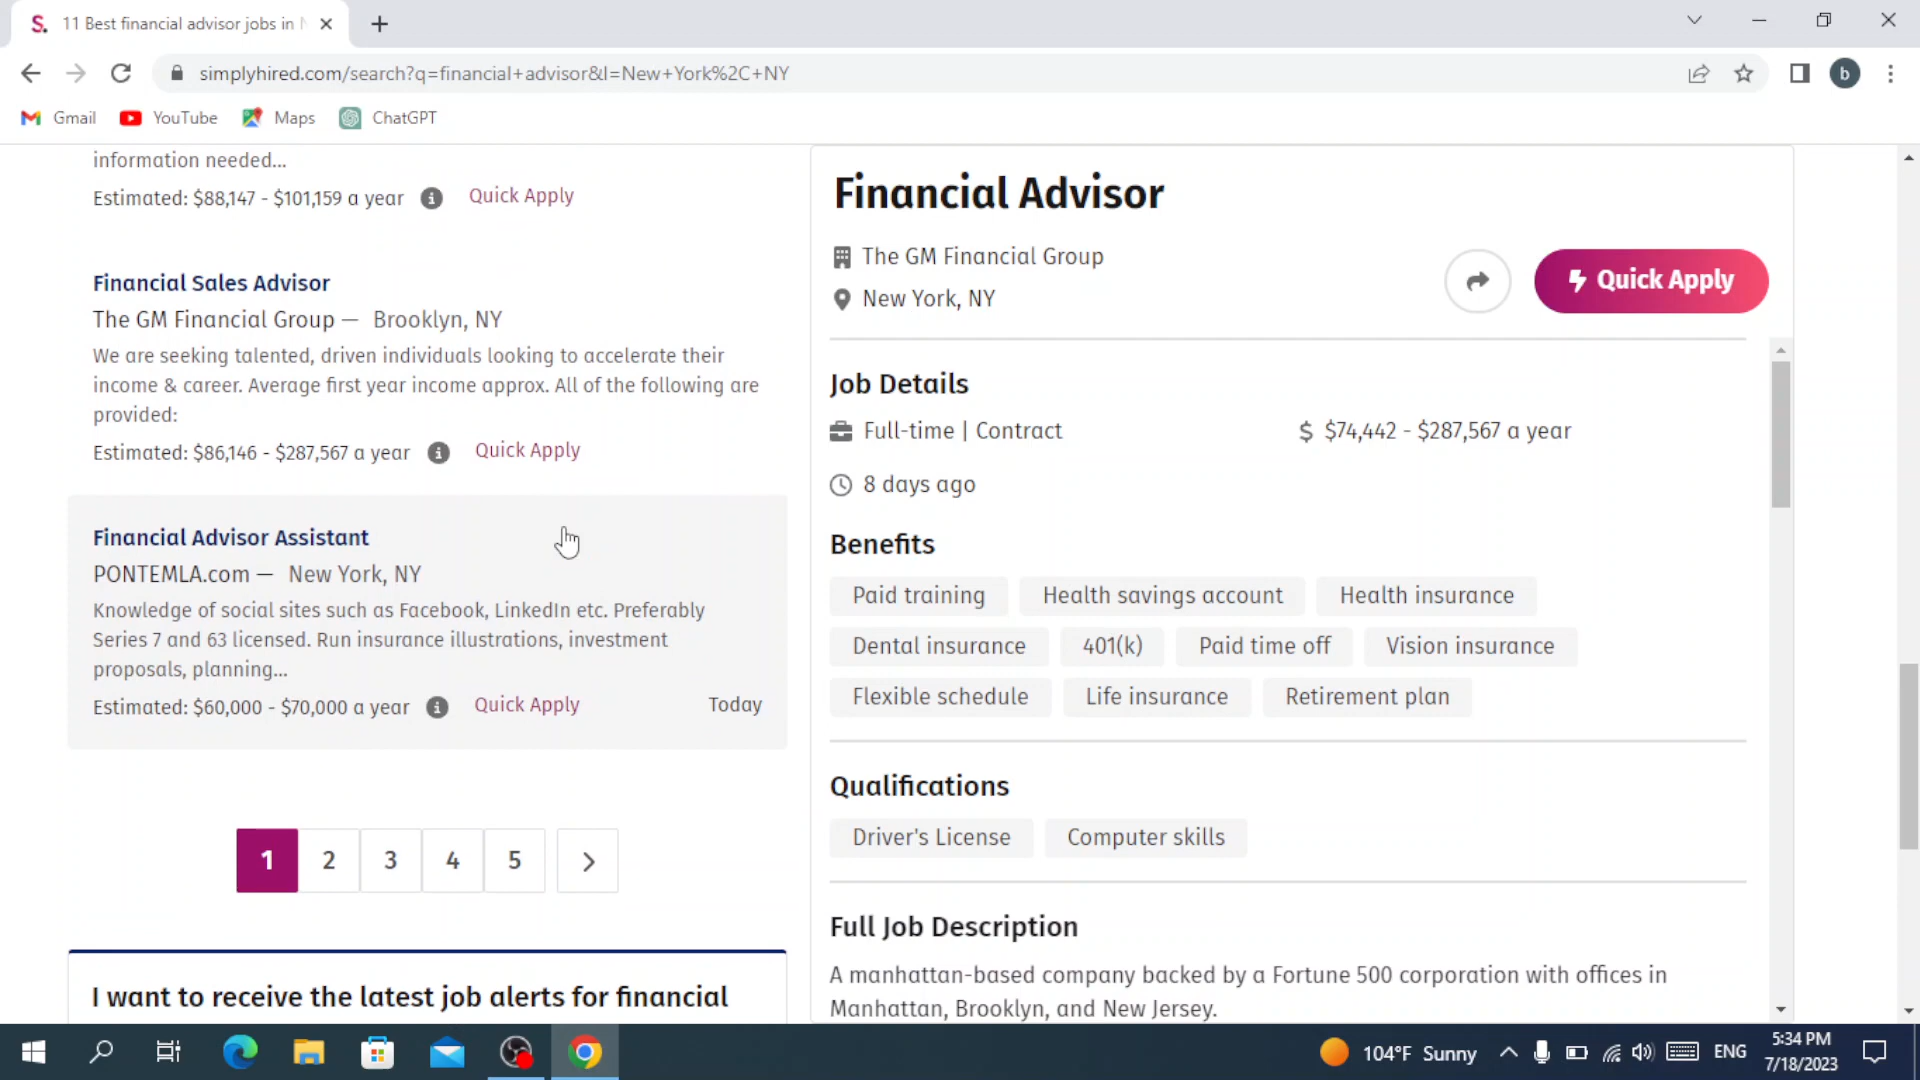 11 Best financial advisor jobs in
simplyhired.com/search?q=financial+advisor&l=New+York%2C+NY
b
Gmail
YouTube
Maps
ChatGPT
information needed...
Estimated: $88,147 - $101,159 a year
Quick Apply
Financial Sales Advisor
The GM Financial Group — Brooklyn, NY
We are seeking talented, driven individuals looking to accelerate their
income & career. Average first year income approx. All of the following are
provided:
Estimated: $86,146 - $287,567 a year
Quick Apply
Financial Advisor Assistant
PONTEMLA.com — New York, NY
Knowledge of social sites such as Facebook, LinkedIn etc. Preferably
Series 7 and 63 licensed. Run insurance illustrations, investment
proposals, planning...
Estimated: $60,000 - $70,000 a year
Quick Apply
Today
1 2 3 4 5 >
I want to receive the latest job alerts for financial
Financial Advisor
The GM Financial Group
New York, NY
Quick Apply
Job Details
Full-time | Contract
$ $74,442 - $287,567 a year
8 days ago
Benefits
Paid training
Health savings account
Health insurance
Dental insurance
401(k)
Paid time off
Vision insurance
Flexible schedule
Life insurance
Retirement plan
Qualifications
Driver's License
Computer skills
Full Job Description
A manhattan-based company backed by a Fortune 500 corporation with offices in
Manhattan, Brooklyn, and New Jersey.
104°F Sunny
ENG
5:34 PM
7/18/2023